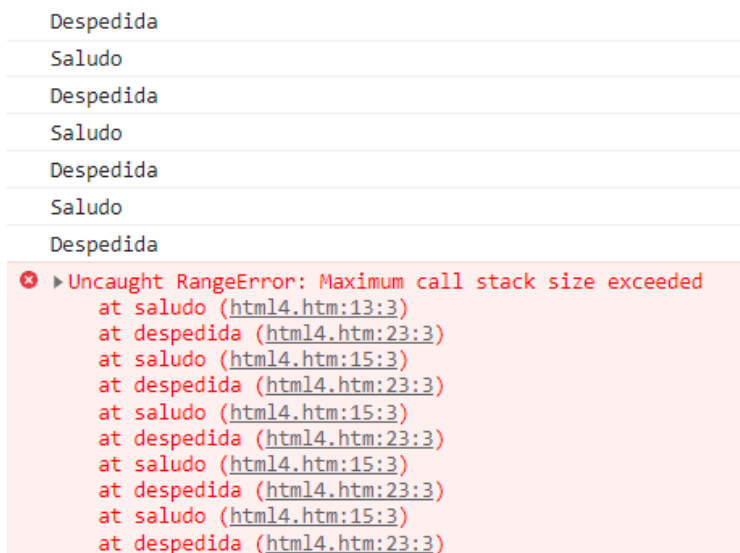 Despedida
Saludo
Despedida
Saludo
Despedida
Saludo
Despedida
Uncaught RangeError: Maximum call stack size exceeded
at saludo (html4.htm:13:3)
at despedida (html4.htm:23:3)
at saludo (html4.htm:15:3)
at despedida (html4.htm:23:3)
at saludo (html4.htm:15:3)
at despedida (html4.htm:23:3)
at saludo (html4.htm:15:3)
at despedida (html4.htm:23:3)
at saludo (html4.htm:15:3)
at despedida (html4.htm:23:3)